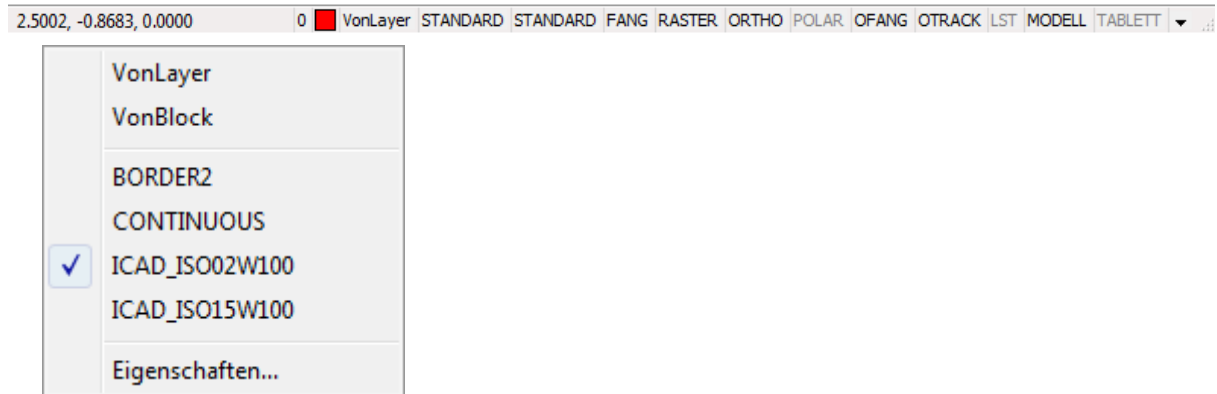 2.5002, -0.8683, 0.0000 0 VonLayer STANDARD STANDARD FANG RASTER ORTHO POLAR OFANG OTRACK LST MODELL TABLETT
VonLayer
VonBlock
BORDER2
CONTINUOUS
ICAD_ISO02W100
ICAD_ISO15W100
Eigenschaften...